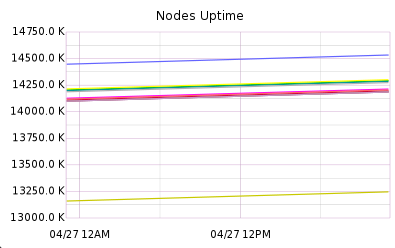 Nodes Uptime
14750.0 K
14500.0 K
14250.0 K
14000.0 K
13750.0 K
13500.0 K
13250.0 K
13000.0 K
04/27 12AM 04/27 12PM